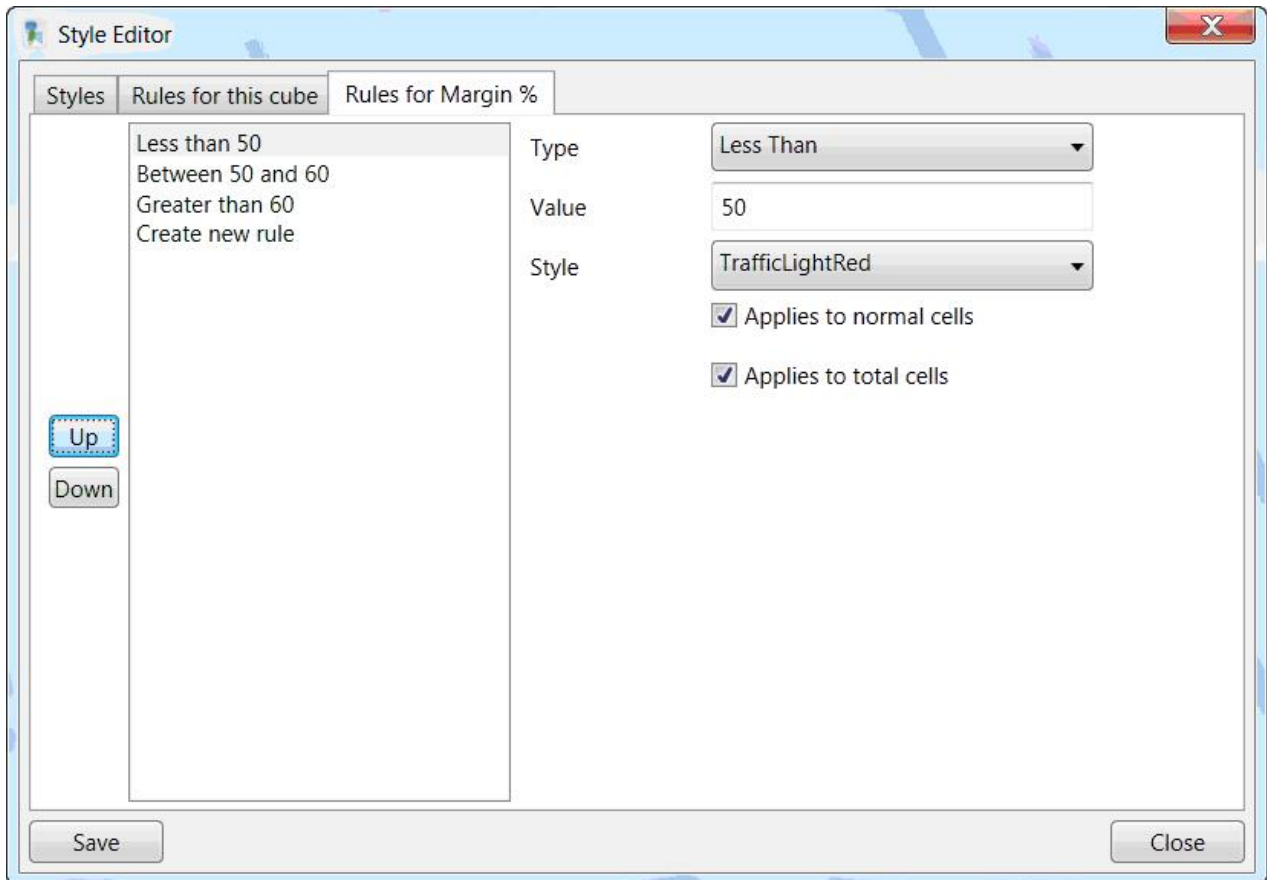 Style Editor
X
Styles Rules for this cube Rules for Margin %
Less than 50
Between 50 and 60
Greater than 60
Create new rule
Type Less Than
Value 50
Style TrafficLightRed
Applies to normal cells
Applies to total cells
Up
Down
Save Close